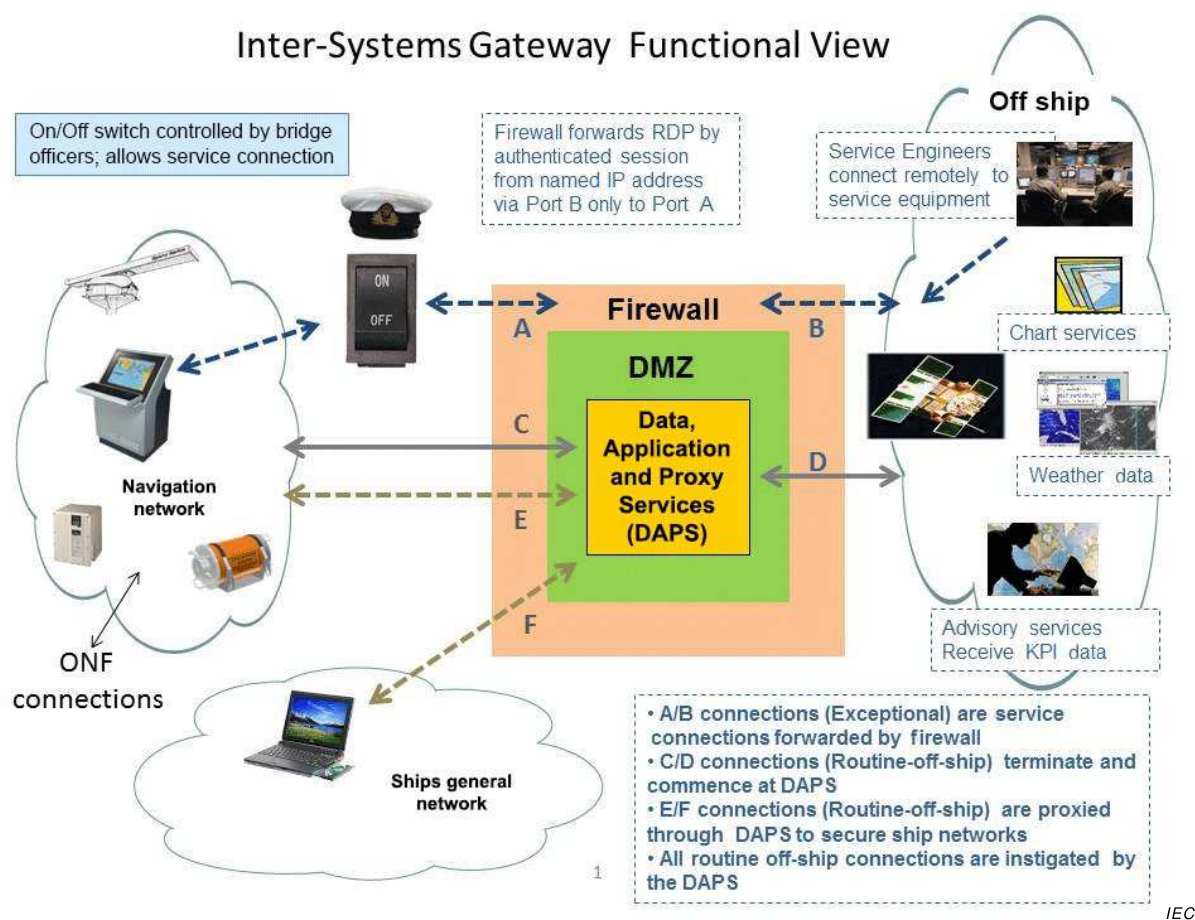 Inter-Systems Gateway Functional View
On/Off switch controlled by bridge
officers; allows service connection
Firewall forwards RDP by
authenticated session
from named IP address
via Port B only to Port A
Off ship
Service Engineers
connect remotely to
service equipment
ON
OFF
A
Firewall
B
Chart services
DMZ
C
Data,
Application
and Proxy
Services
(DAPS)
D
Weather data
Navigation
network
E
F
Advisory services
Receive KPI data
ONF
connections
Ships general
network
• A/B connections (Exceptional) are service
connections forwarded by firewall
• C/D connections (Routine-off-ship) terminate and
commence at DAPS
• E/F connections (Routine-off-ship) are proxied
through DAPS to secure ship networks
• All routine off-ship connections are instigated by
the DAPS
1
IEC